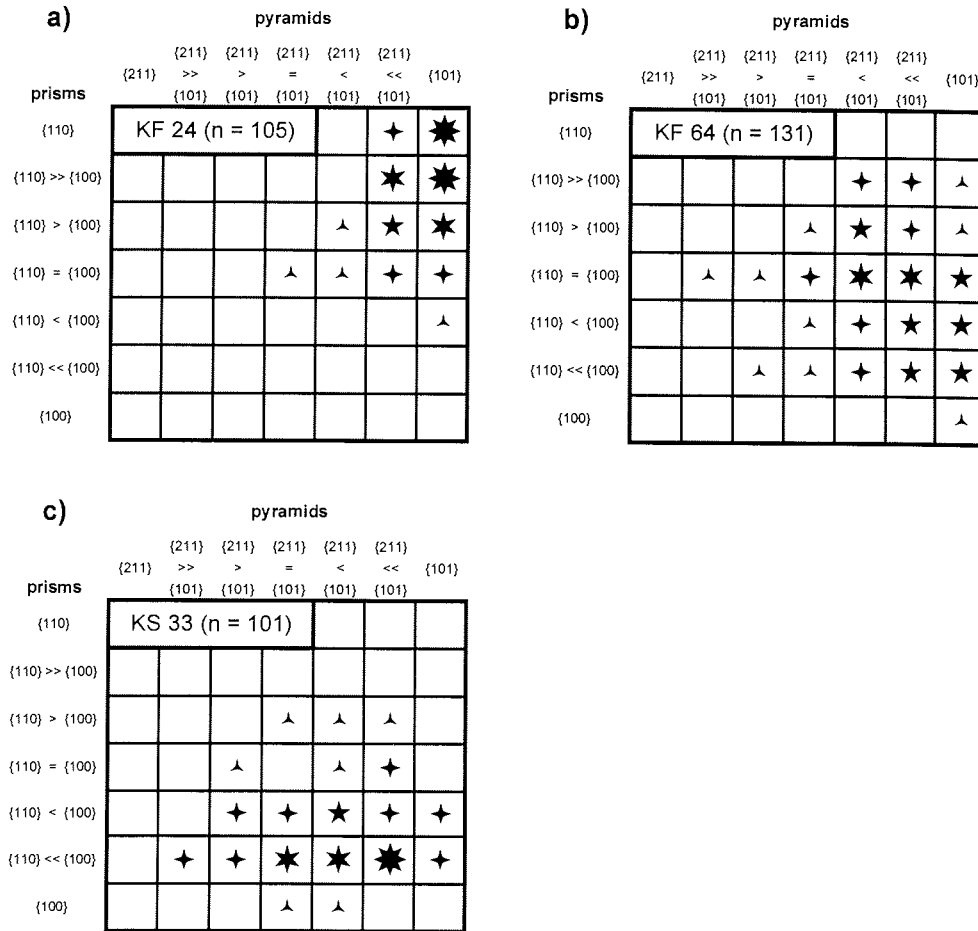 a)
pyramids
{211} {211} {211} {211} {211}
{211} >> > = < << {101}
prisms {101} {101} {101} {101} {101}
{110} KF 24 (n = 105)
{110} >> {100}
{110} > {100}
{110} = {100}
{110} < {100}
{110} << {100}
{100}
b)
pyramids
{211} {211} {211} {211} {211}
{211} >> > = < << {101}
prisms {101} {101} {101} {101} {101}
{110} KF 64 (n = 131)
{110} >> {100}
{110} > {100}
{110} = {100}
{110} < {100}
{110} << {100}
{100}
c)
pyramids
{211} {211} {211} {211} {211}
{211} >> > = < << {101}
prisms {101} {101} {101} {101} {101}
{110} KS 33 (n = 101)
{110} >> {100}
{110} > {100}
{110} = {100}
{110} < {100}
{110} << {100}
{100}